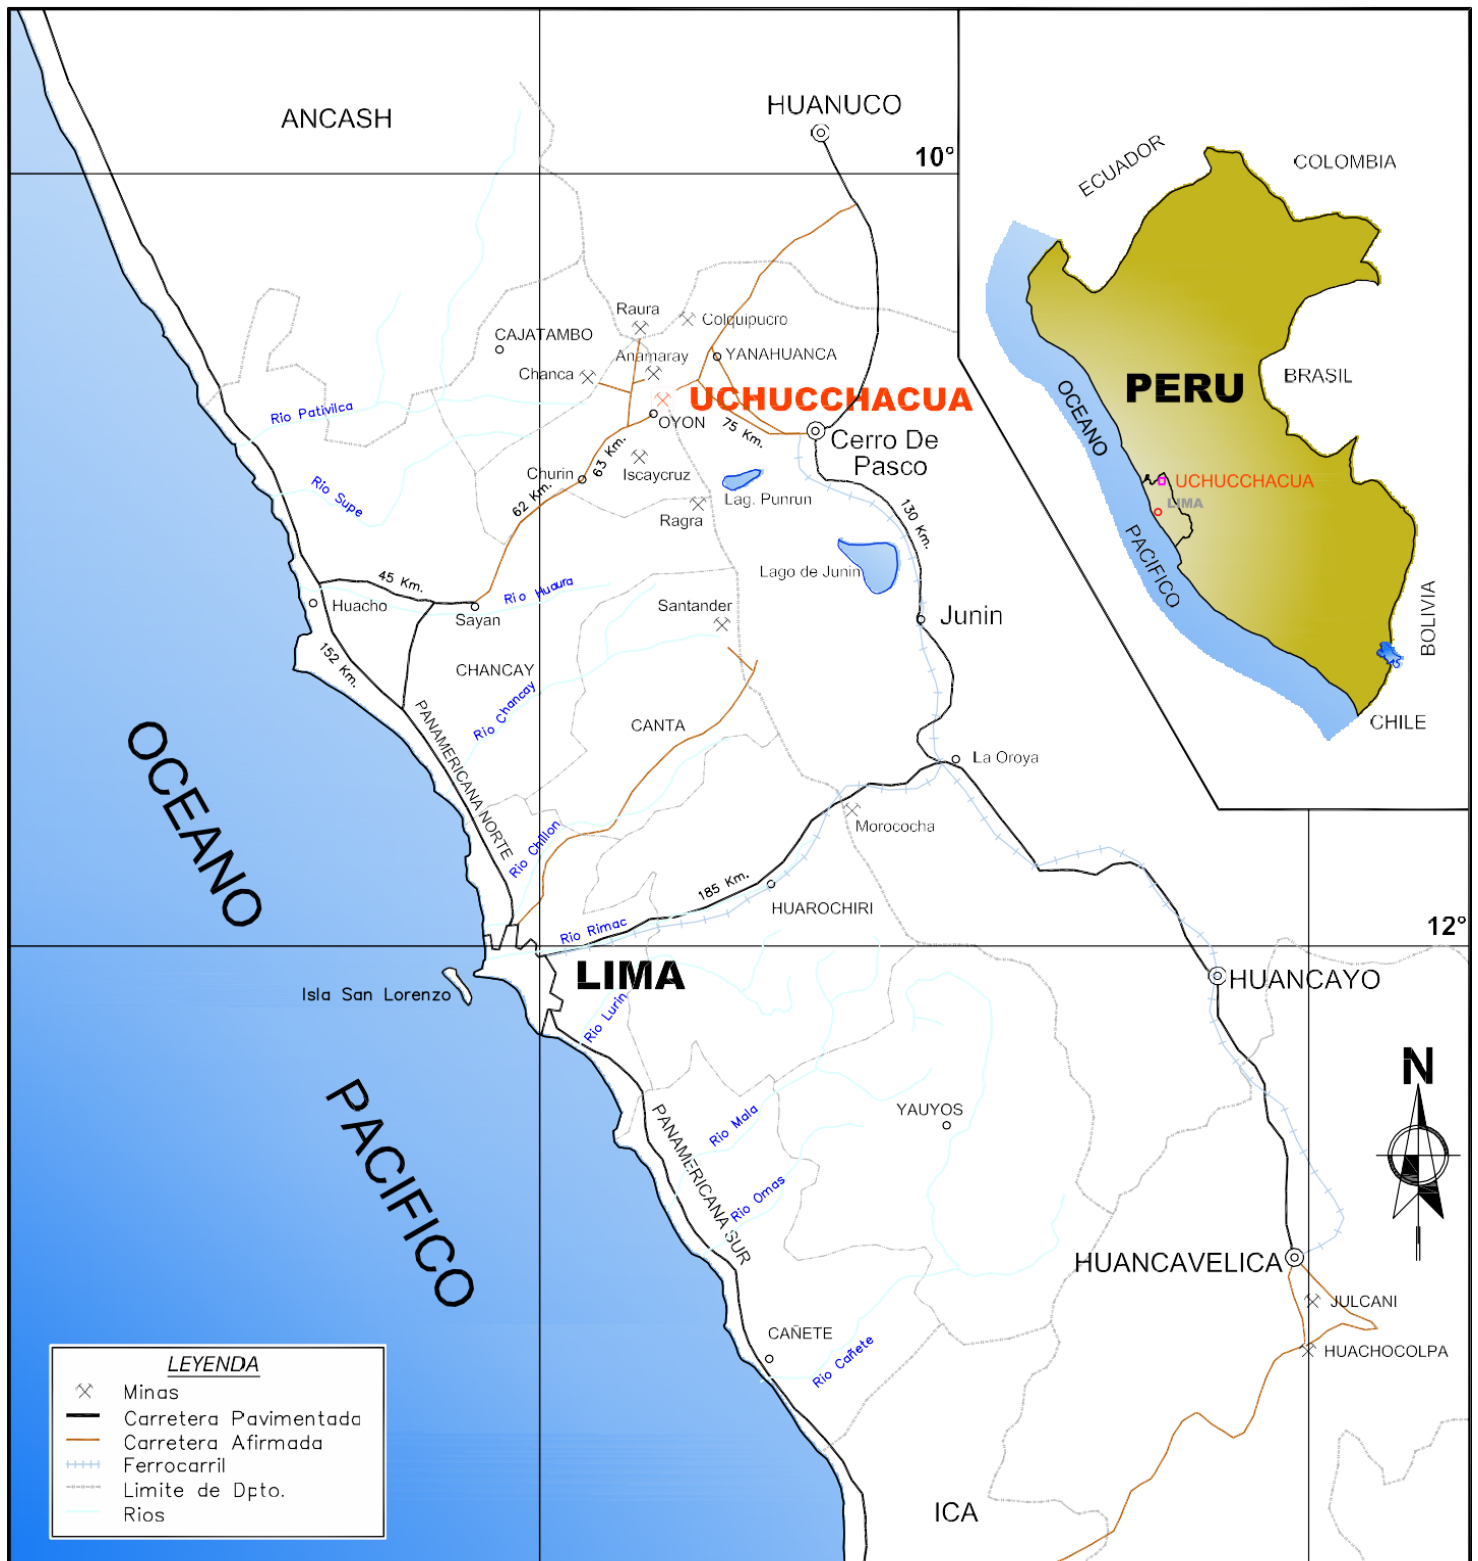 ANCASH
HUANUCO
10°
ECUADOR
COLOMBIA
BRASIL
PERU
OCEANO
PACIFICO
UCHUCCHACUA
LIMA
BOLIVIA
CHILE
Raura
Colquipucro
CAJATAMBO
Anamaray
YANAHUANCA
Chanca
UCHUCCHACUA
Rio Pativilca
OYON
75 Km.
Cerro De
Pasco
63 Km.
Churin
Iscaycruz
Rio Supe
62 Km.
Lag. Punrun
Ragra
130 Km.
Lago de Junin
45 Km.
Rio Huaura
Huacho
Sayan
Santander
Junin
152 Km.
CHANCAY
Rio Chancay
CANTA
PANAMERICANA NORTE
La Oroya
OCEANO
Rio Chillon
Morococha
185 Km.
HUAROCHIRI
Rio Rimac
12°
LIMA
HUANCAYO
Isla San Lorenzo
Rio Lurin
N
PACIFICO
PANAMERICANA SUR
Rio Mala
YAUYOS
Rio Omas
HUANCAVELICA
JULCANI
CAÑETE
HUACHOCOLPA
Rio Cañete
ICA
LEYENDA
Minas
Carretera Pavimentada
Carretera Afirmada
Ferrocarril
Limite de Dpto.
Rios